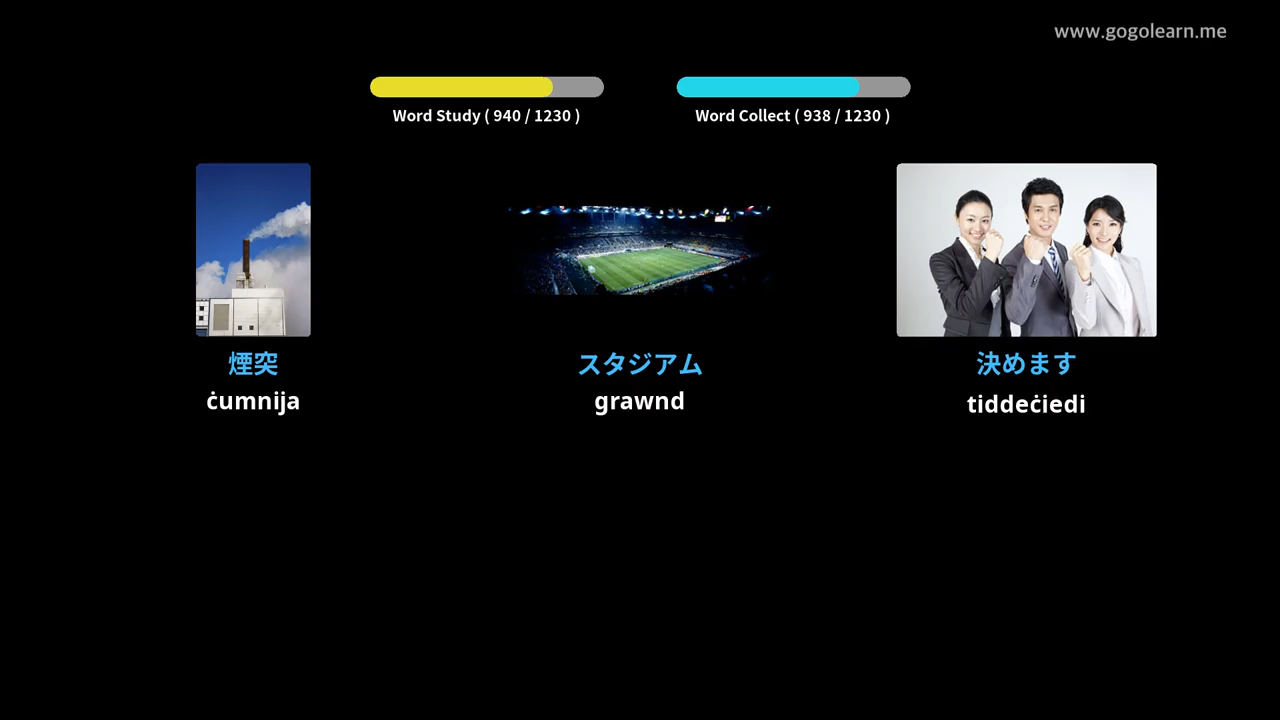 www.gogolearn.me
Word Study ( 940 / 1230 )
Word Collect ( 938 / 1230 )
煙突
スタジアム
決めます
ċumnija
grawnd
tiddeċiedi